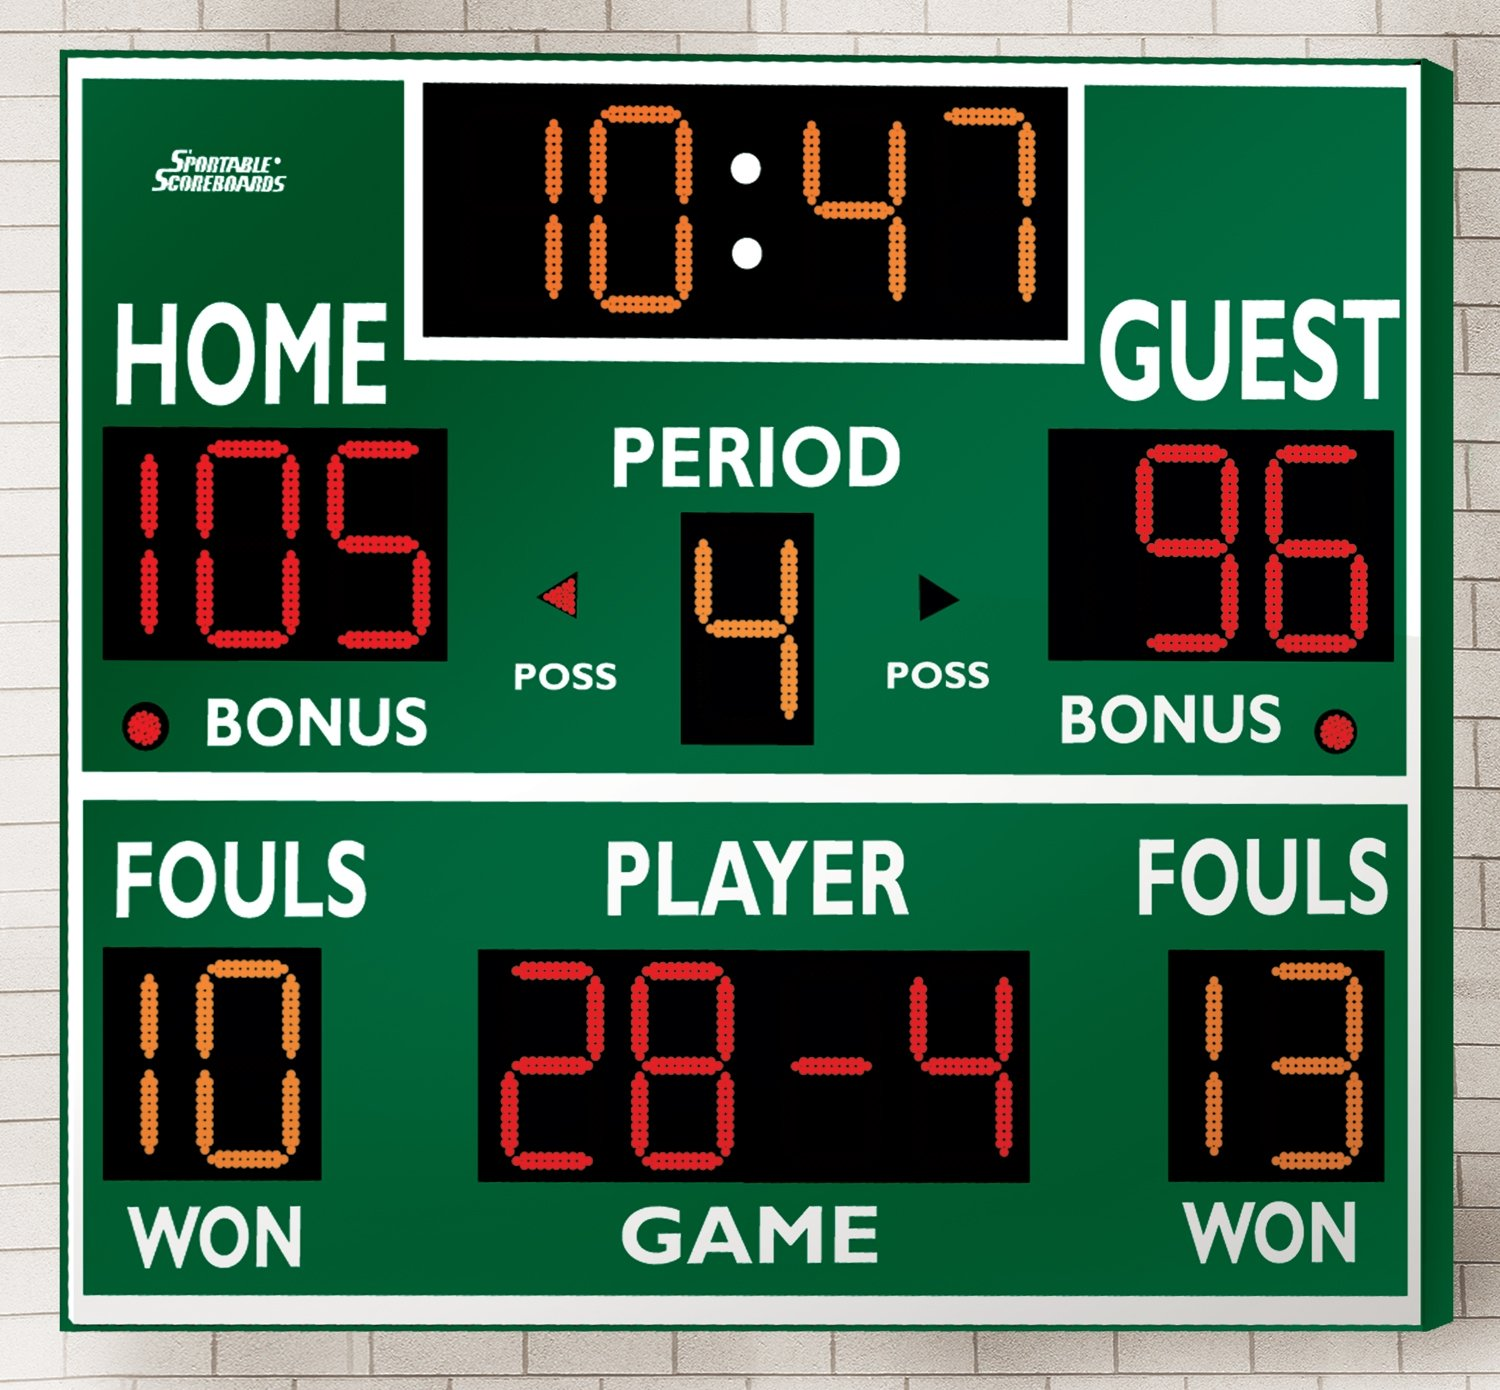 10:47
SPORTABLE
SCOREBOARDS
HOME
GUEST
PERIOD
105
4
96
POSS
POSS
BONUS
BONUS
FOULS
PLAYER
FOULS
10
28-4
13
WON
GAME
WON